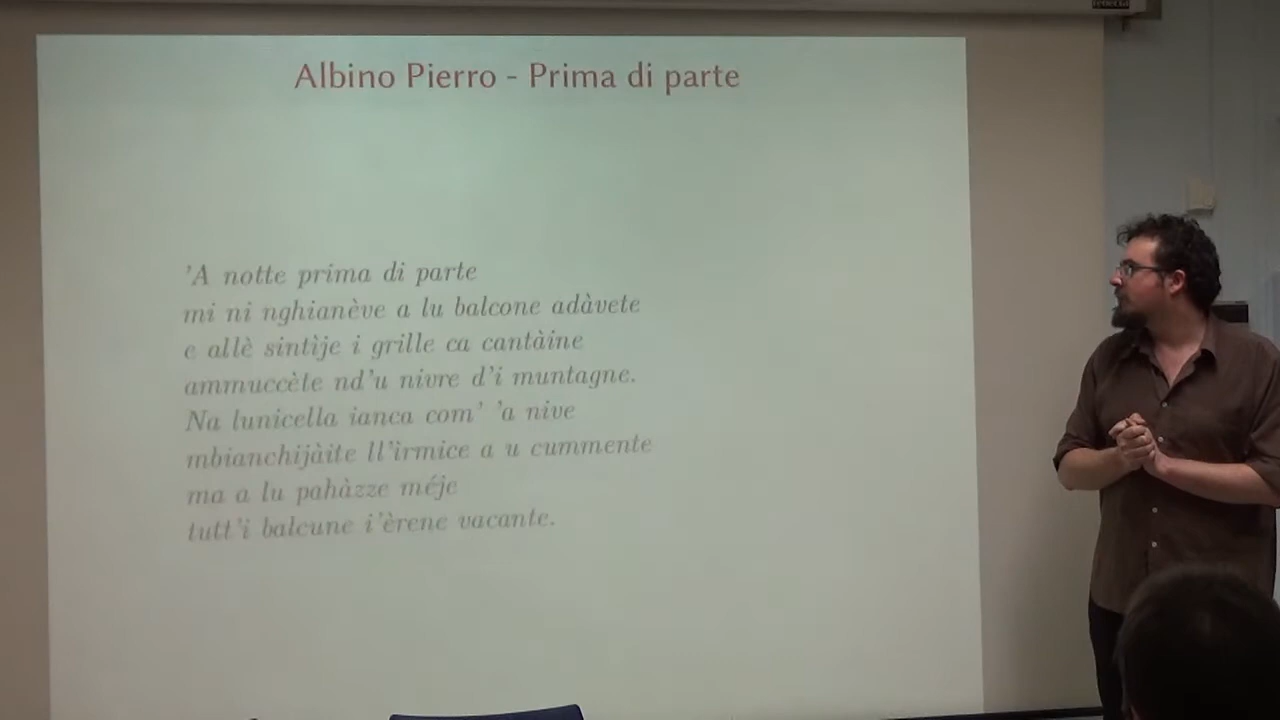 Albino Pierro - Prima di parte
'A notte prima di parte
mi ni nghianève a lu balcone adàvete
e allè sintìje i grille ca cantàine
ammuccète nd'u nivre d'i muntagne.
Na lunicella ianca com' 'a nive
mbianchijàite ll'ìrmice a u cummente
ma a lu pahàzze méje
tutt'i balcune i'èrene vacante.